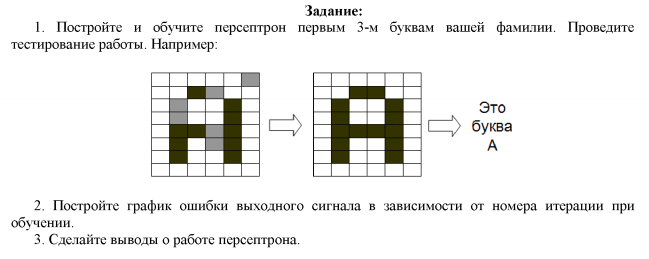 Задание:
1. Постройте и обучите персептрон первым 3-м буквам вашей фамилии. Проведите
тестирование работы. Например:
Это
буква
А
2. Постройте график ошибки выходного сигнала в зависимости от номера итерации при
обучении.
3. Сделайте выводы о работе персептрона.